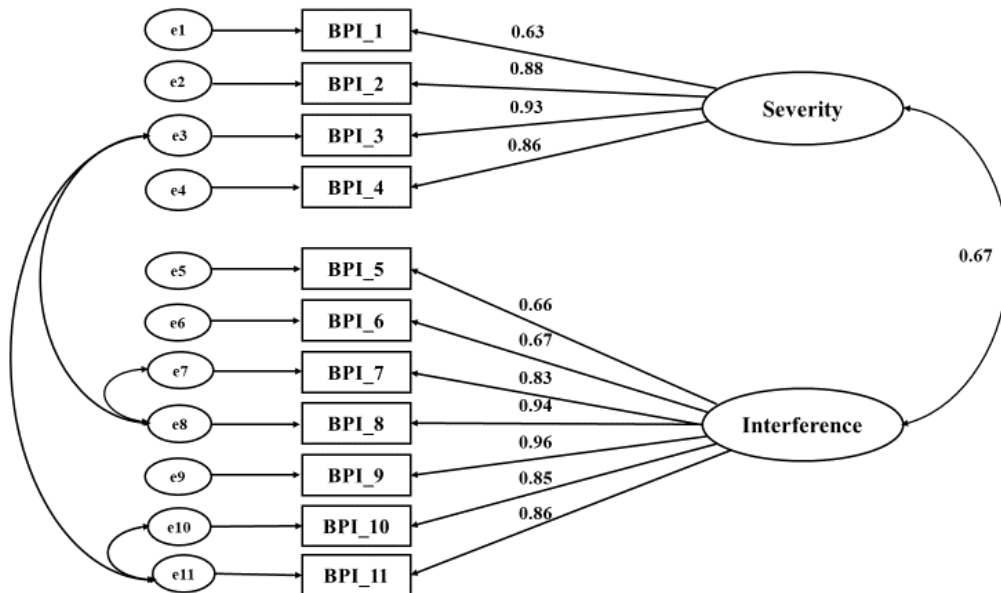 e1
BPI_1
0.63
e2
BPI_2
0.88
Severity
e3
BPI_3
0.93
e4
BPI_4
0.86
0.67
e5
BPI_5
0.66
e6
BPI_6
0.67
e7
BPI_7
0.83
e8
BPI_8
0.94
Interference
e9
BPI_9
0.96
e10
BPI_10
0.85
e11
BPI_11
0.86